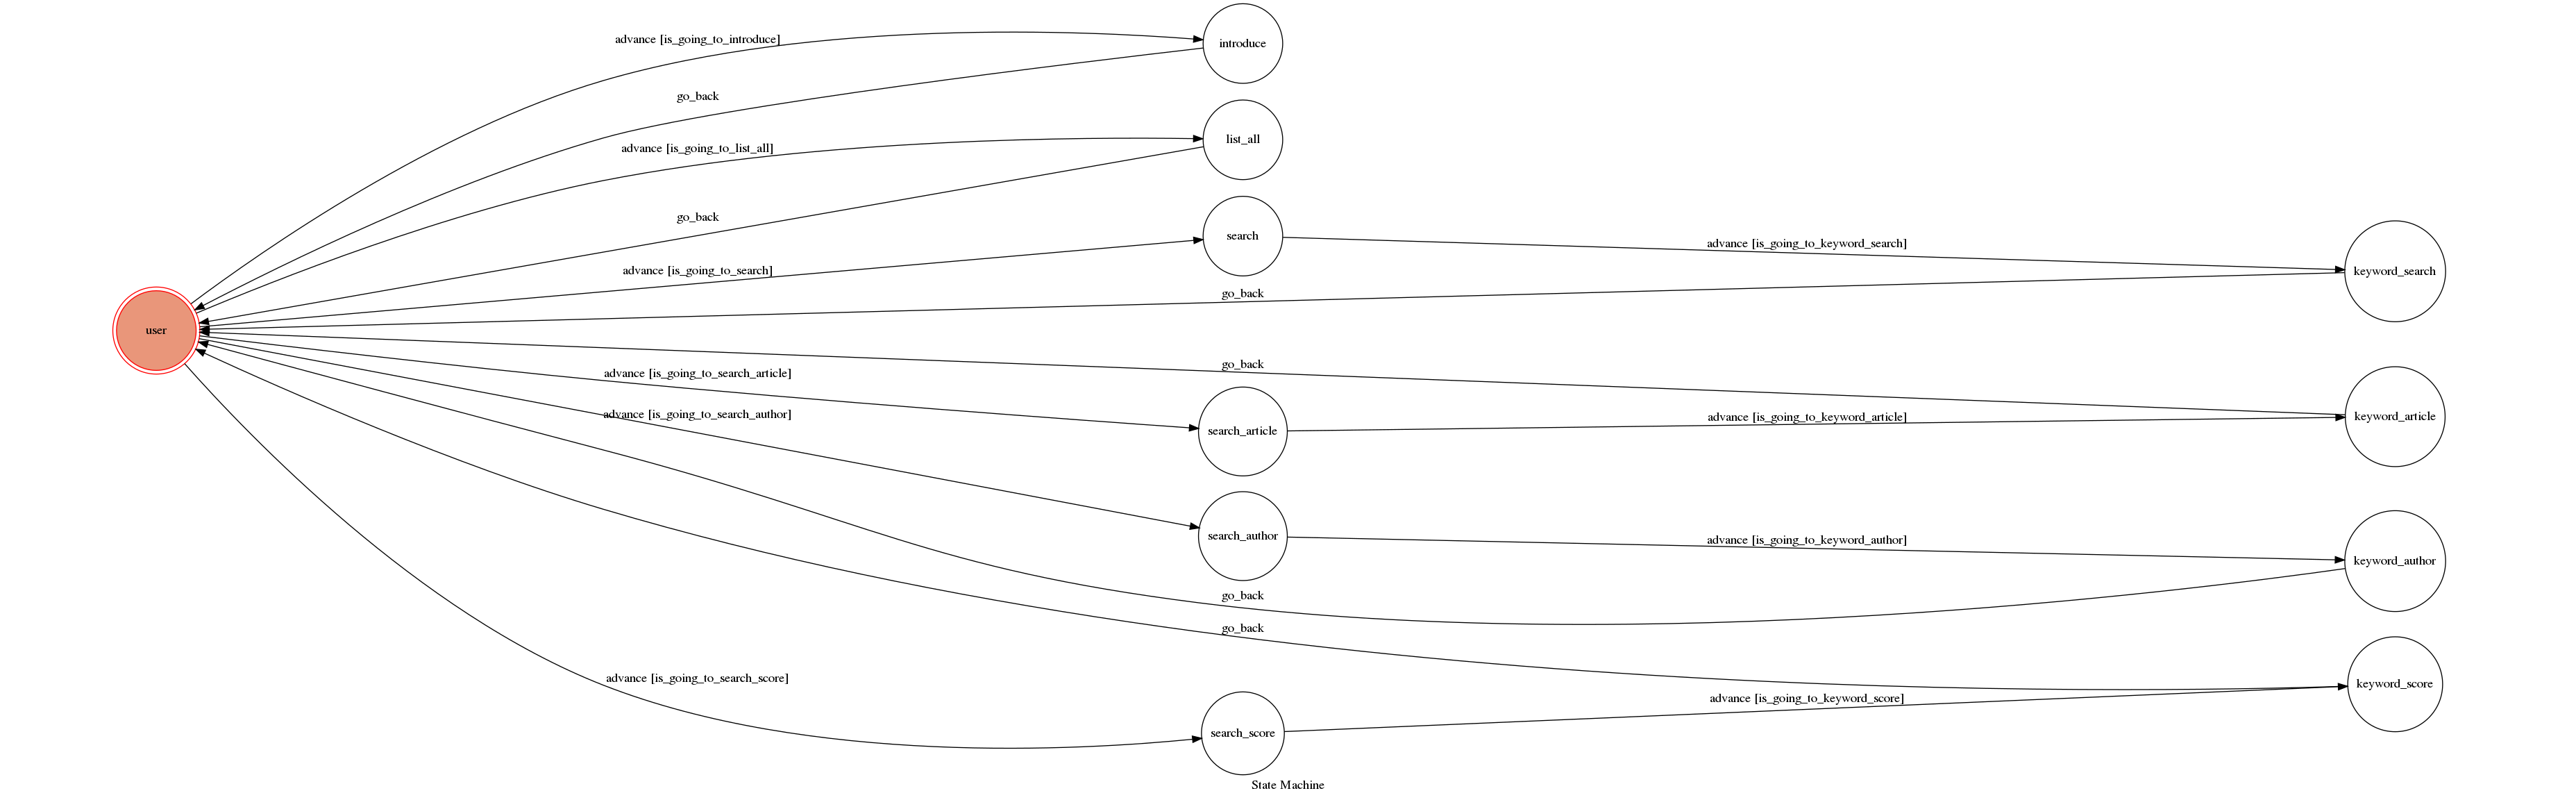 advance [is_going_to_introduce]
introduce
go_back
advance [is_going_to_list_all]
list_all
go_back
advance [is_going_to_search]
search
advance [is_going_to_keyword_search]
keyword_search
go_back
user
go_back
advance [is_going_to_search_article]
search_article
advance [is_going_to_keyword_article]
keyword_article
advance [is_going_to_search_author]
search_author
advance [is_going_to_keyword_author]
keyword_author
go_back
go_back
advance [is_going_to_search_score]
search_score
advance [is_going_to_keyword_score]
keyword_score
State Machine